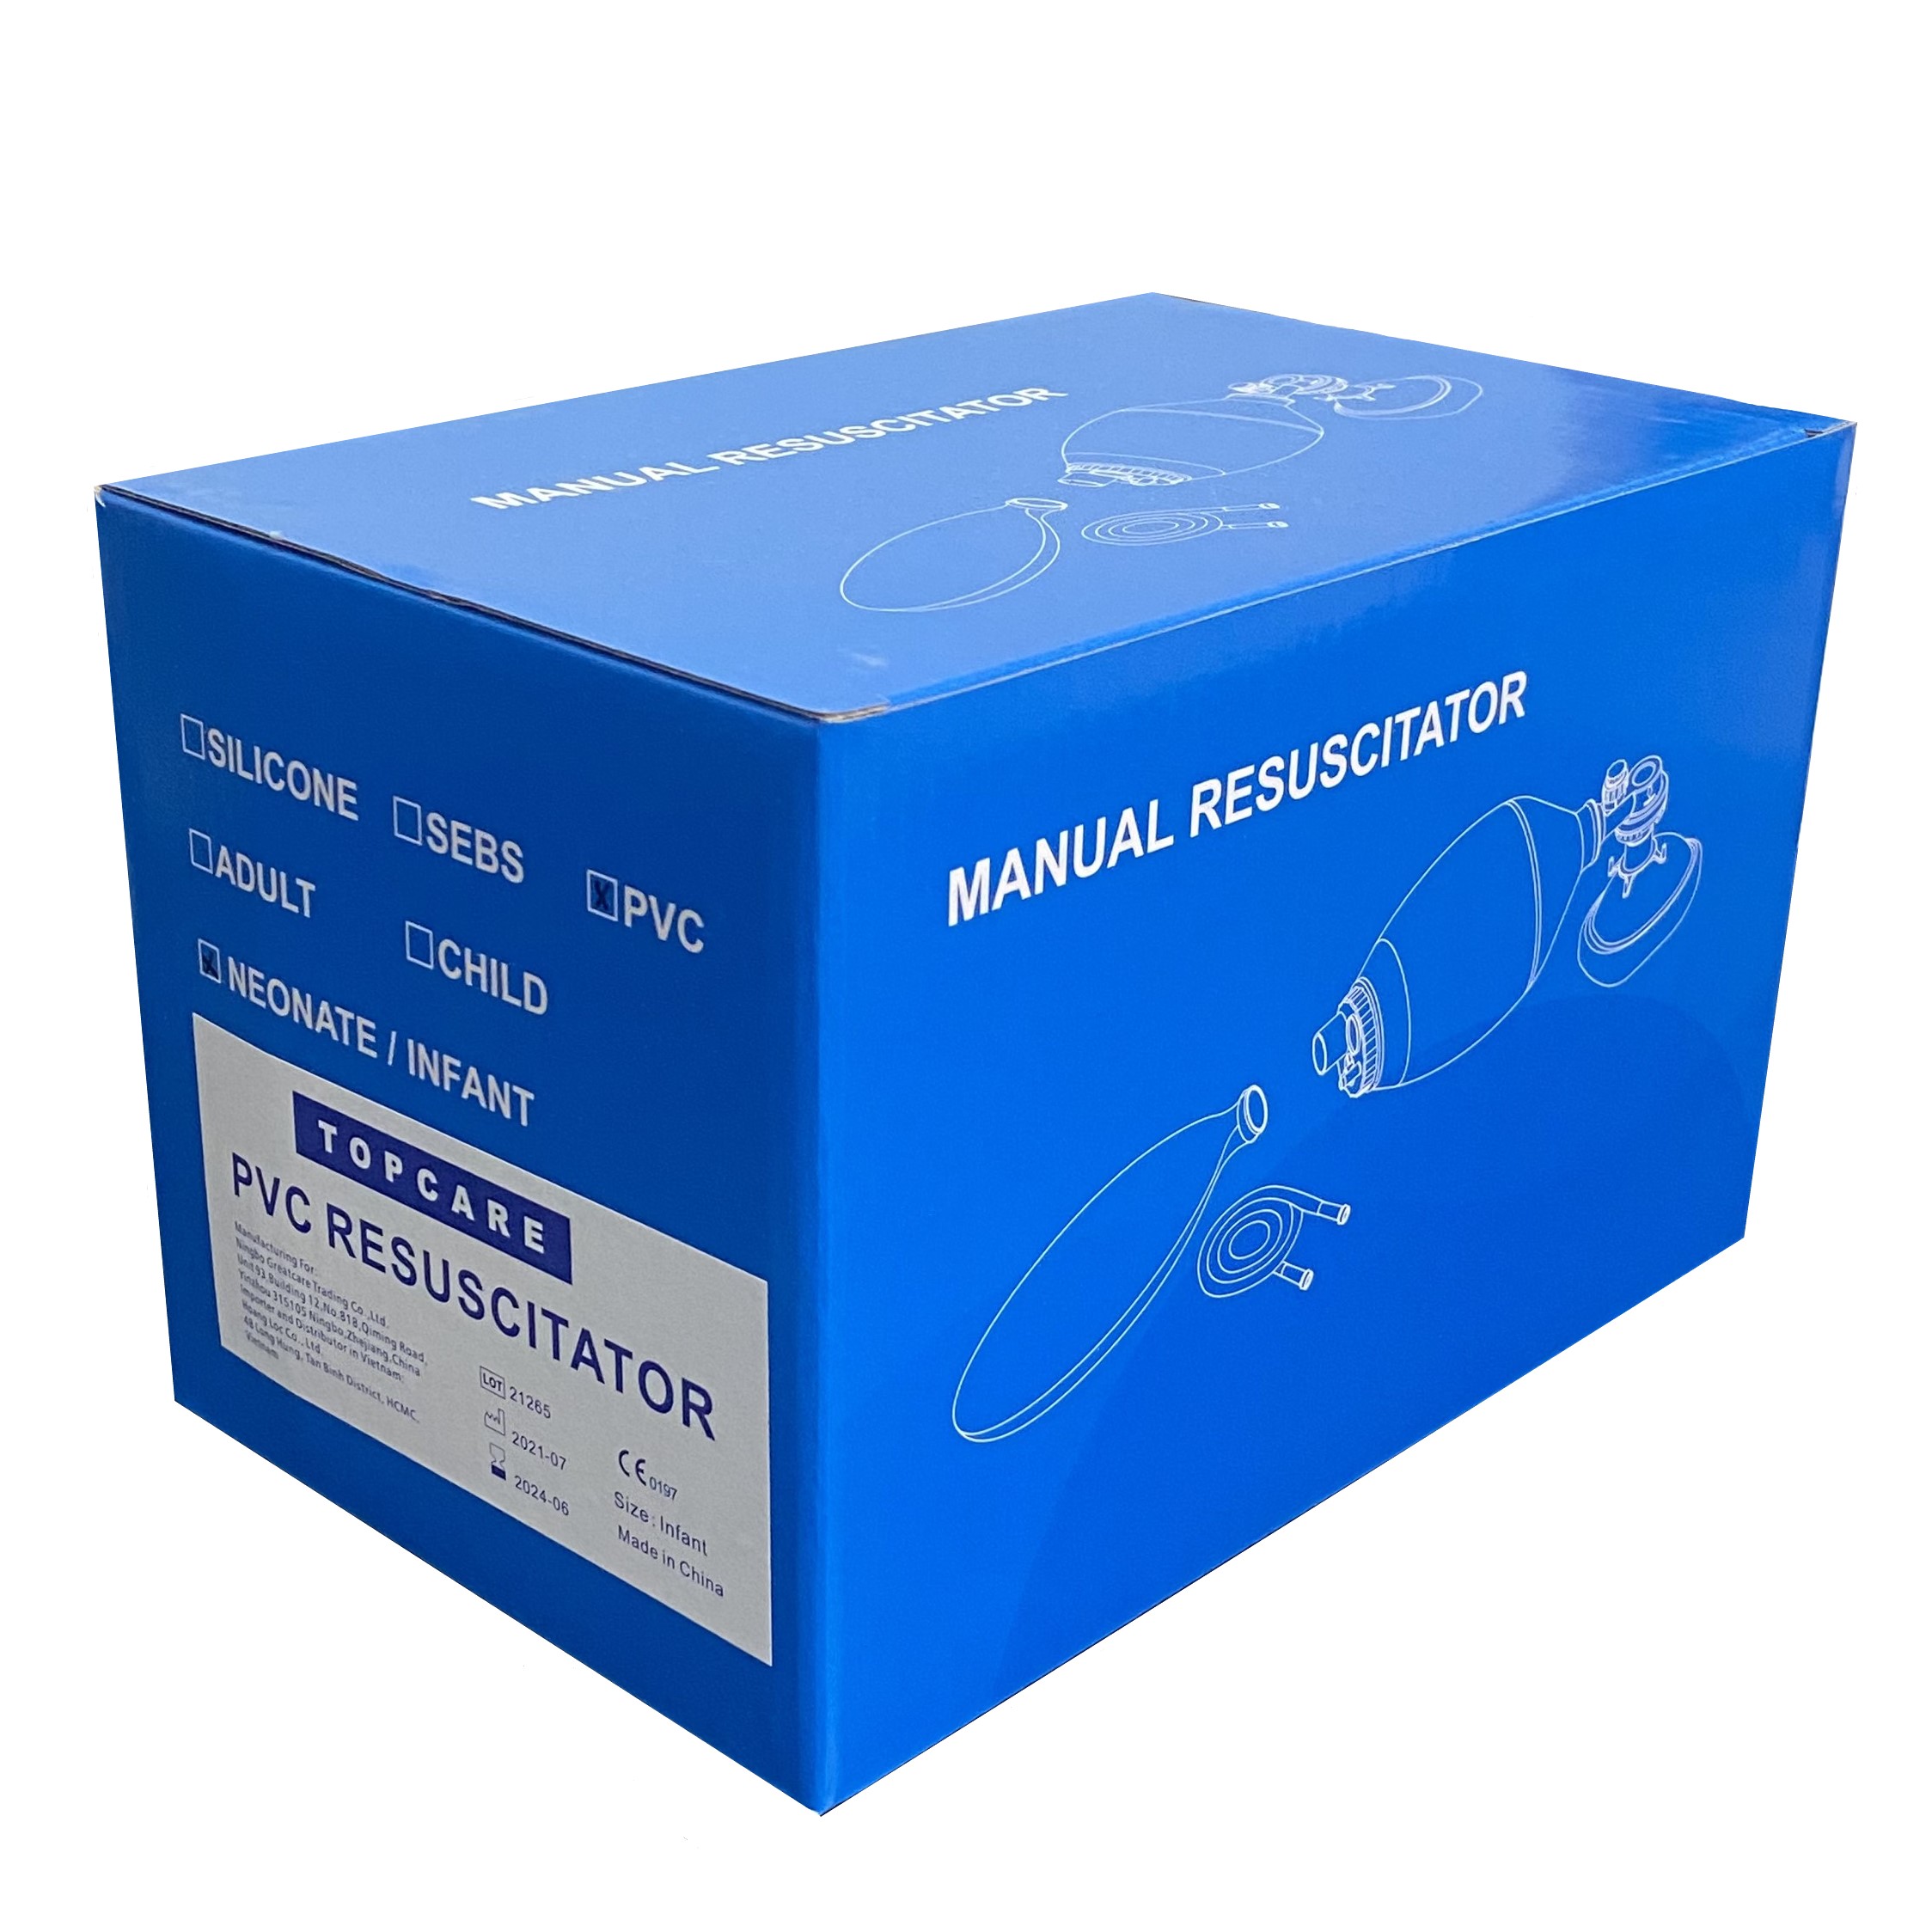 MANUAL RESUSCITATOR
SILICONE
SEBS
PVC
ADULT
CHILD
NEONATE / INFANT
TOPCARE
PVC RESUSCITATOR
Manufacturing For:
Ningbo Greatcare Trading Co.,Ltd.
Unit 93,Building 12,No.818,Qiming Road,
Yinzhou 315105 Ningbo,Zhejiang,China
Importer and Distributor in Vietnam:
Hoang Loc Co., Ltd
48 Long Hung, Tan Binh District, HCMC,
Vietnam
LOT 21265
2021-07
2024-06
CE 0197
Size: Infant
Made in China
MANUAL RESUSCITATOR